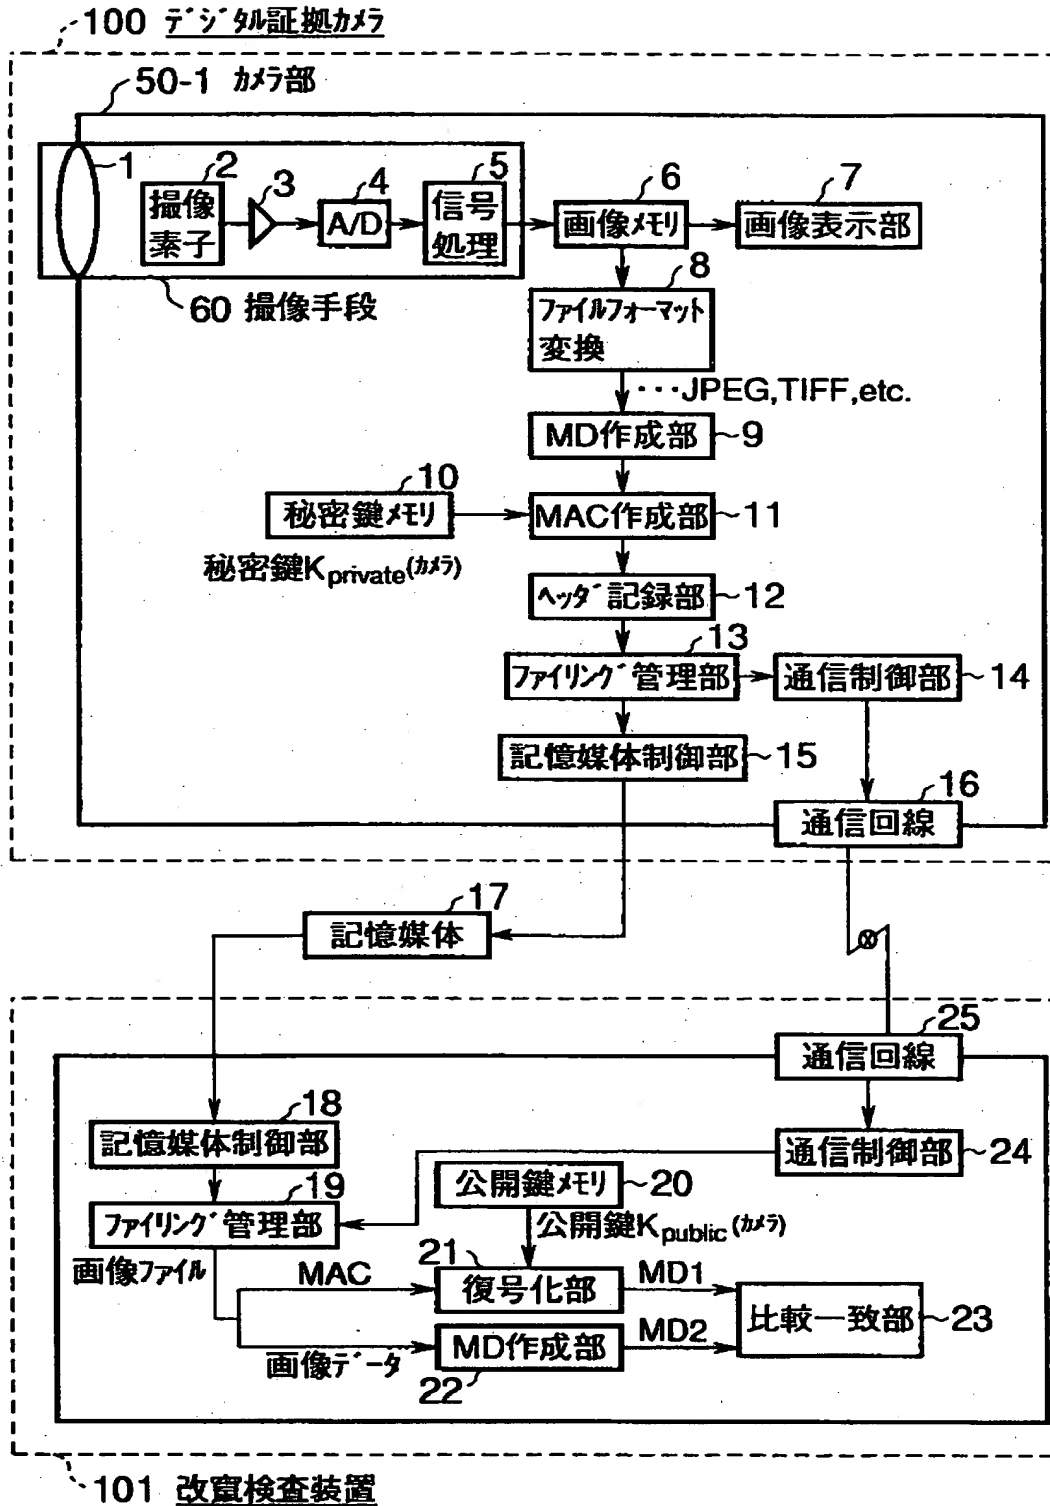 100 デジタル証拠カメラ
50-1 カメラ部
1
2
撮像
素子
3
4
A/D
5
信号
処理
6
画像メモリ
7
画像表示部
60 撮像手段
8
ファイルフォーマット
変換
・・・JPEG,TIFF,etc.
MD作成部
9
10
秘密鍵メモリ
秘密鍵Kprivate(カメラ)
MAC作成部
11
ヘッダ記録部
12
13
ファイリング管理部
通信制御部
14
記憶媒体制御部
15
16
通信回線
17
記憶媒体
25
通信回線
18
記憶媒体制御部
通信制御部
24
19
ファイリング管理部
公開鍵メモリ
20
公開鍵Kpublic(カメラ)
画像ファイル
MAC
21
復号化部
MD1
比較一致部
23
画像データ
MD作成部
MD2
22
101 改竄検査装置